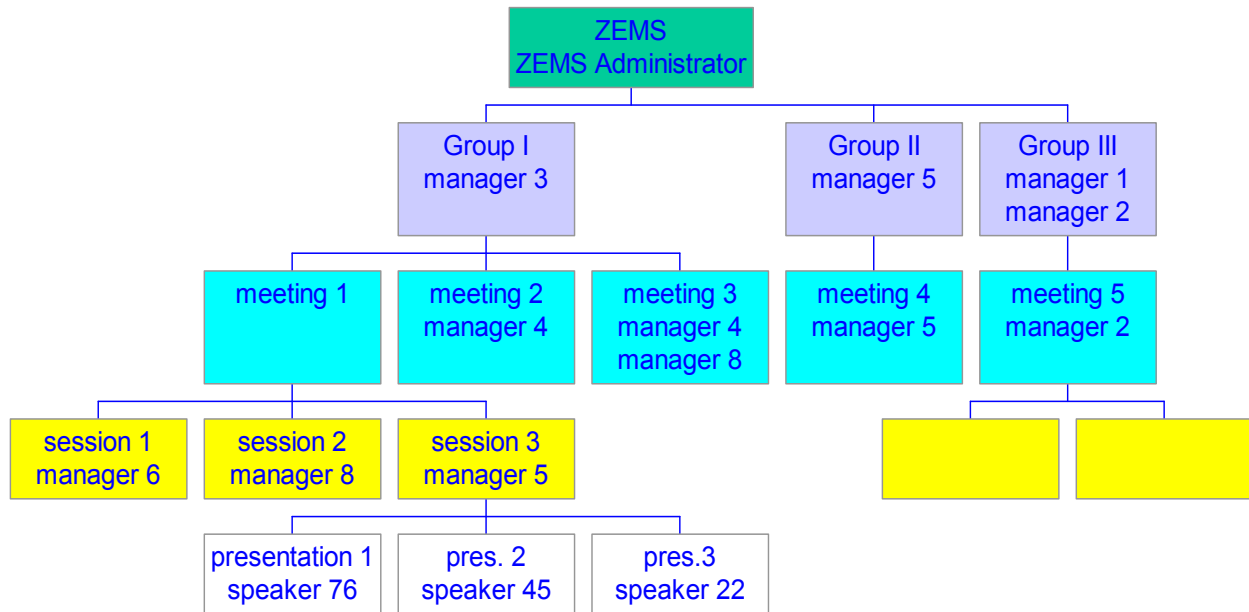 ZEMS
ZEMS Administrator
Group I
manager 3
Group II
manager 5
Group III
manager 1
manager 2
meeting 1
meeting 2
manager 4
meeting 3
manager 4
manager 8
meeting 4
manager 5
meeting 5
manager 2
session 1
manager 6
session 2
manager 8
session 3
manager 5
presentation 1
speaker 76
pres. 2
speaker 45
pres.3
speaker 22